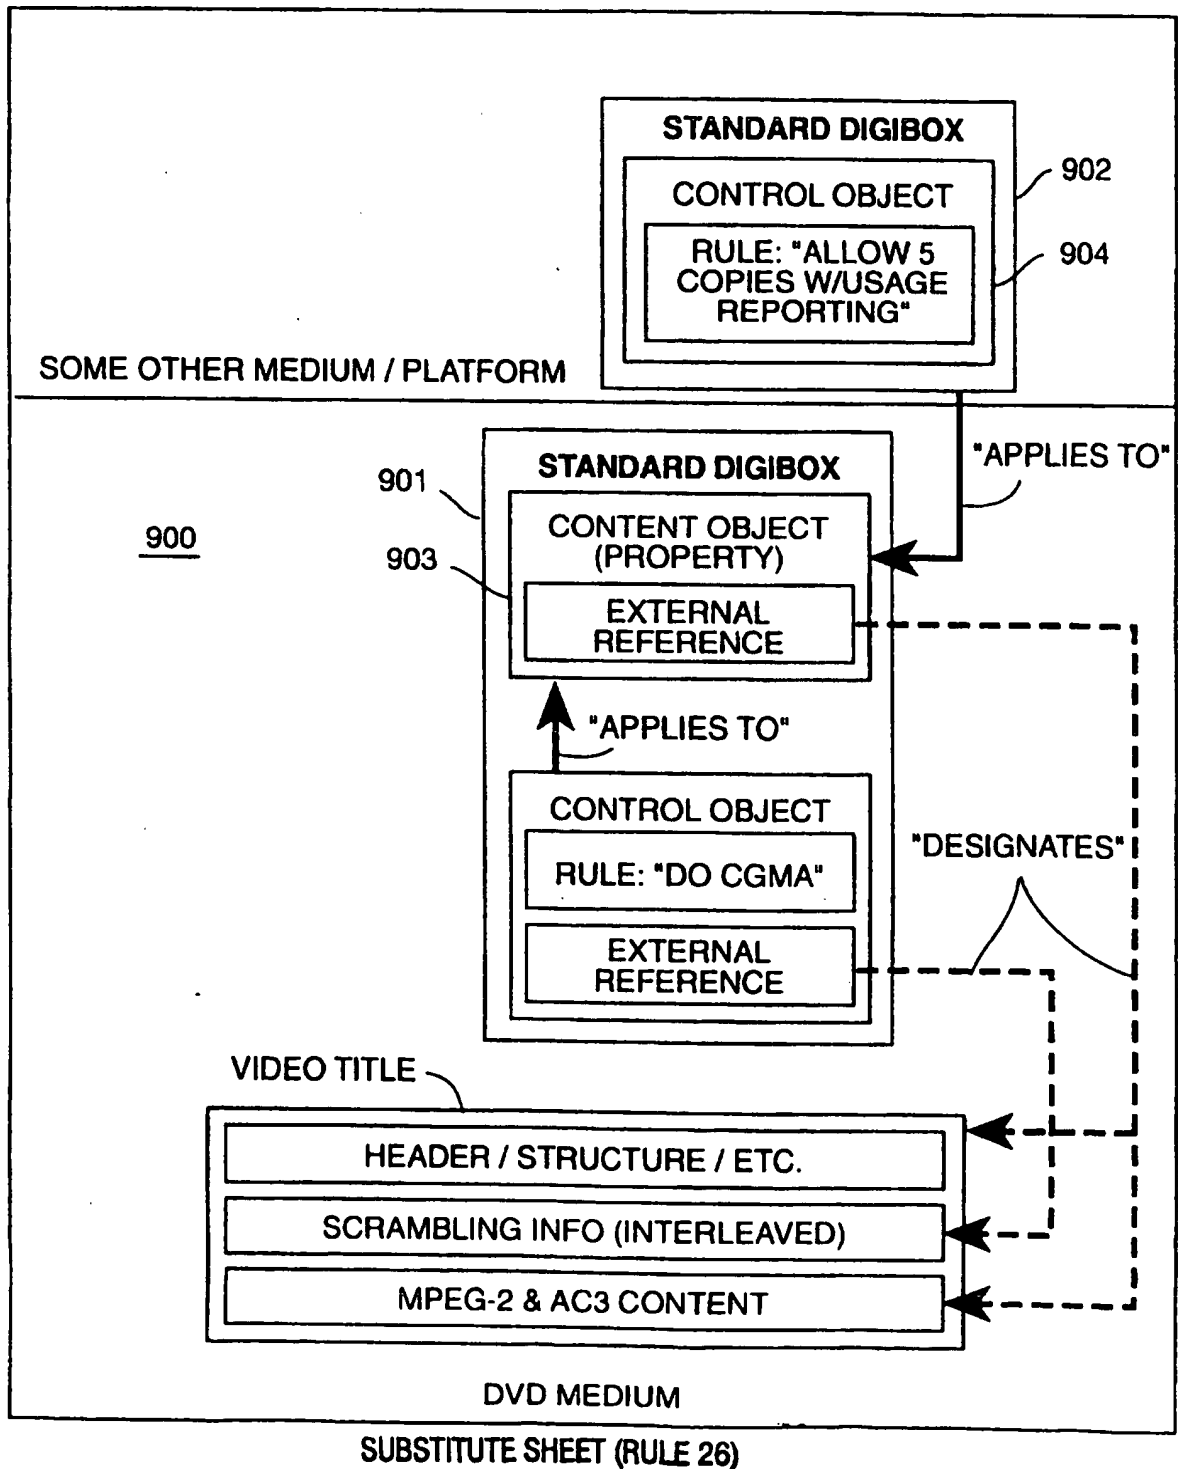 STANDARD DIGIBOX
CONTROL OBJECT
902
RULE: "ALLOW 5
COPIES W/USAGE
REPORTING"
904
SOME OTHER MEDIUM / PLATFORM
"APPLIES TO"
STANDARD DIGIBOX
901
CONTENT OBJECT
(PROPERTY)
900
903
EXTERNAL
REFERENCE
"APPLIES TO"
CONTROL OBJECT
RULE: "DO CGMA"
"DESIGNATES"
EXTERNAL
REFERENCE
VIDEO TITLE
HEADER / STRUCTURE / ETC.
SCRAMBLING INFO (INTERLEAVED)
MPEG-2 & AC3 CONTENT
DVD MEDIUM
SUBSTITUTE SHEET (RULE 26)